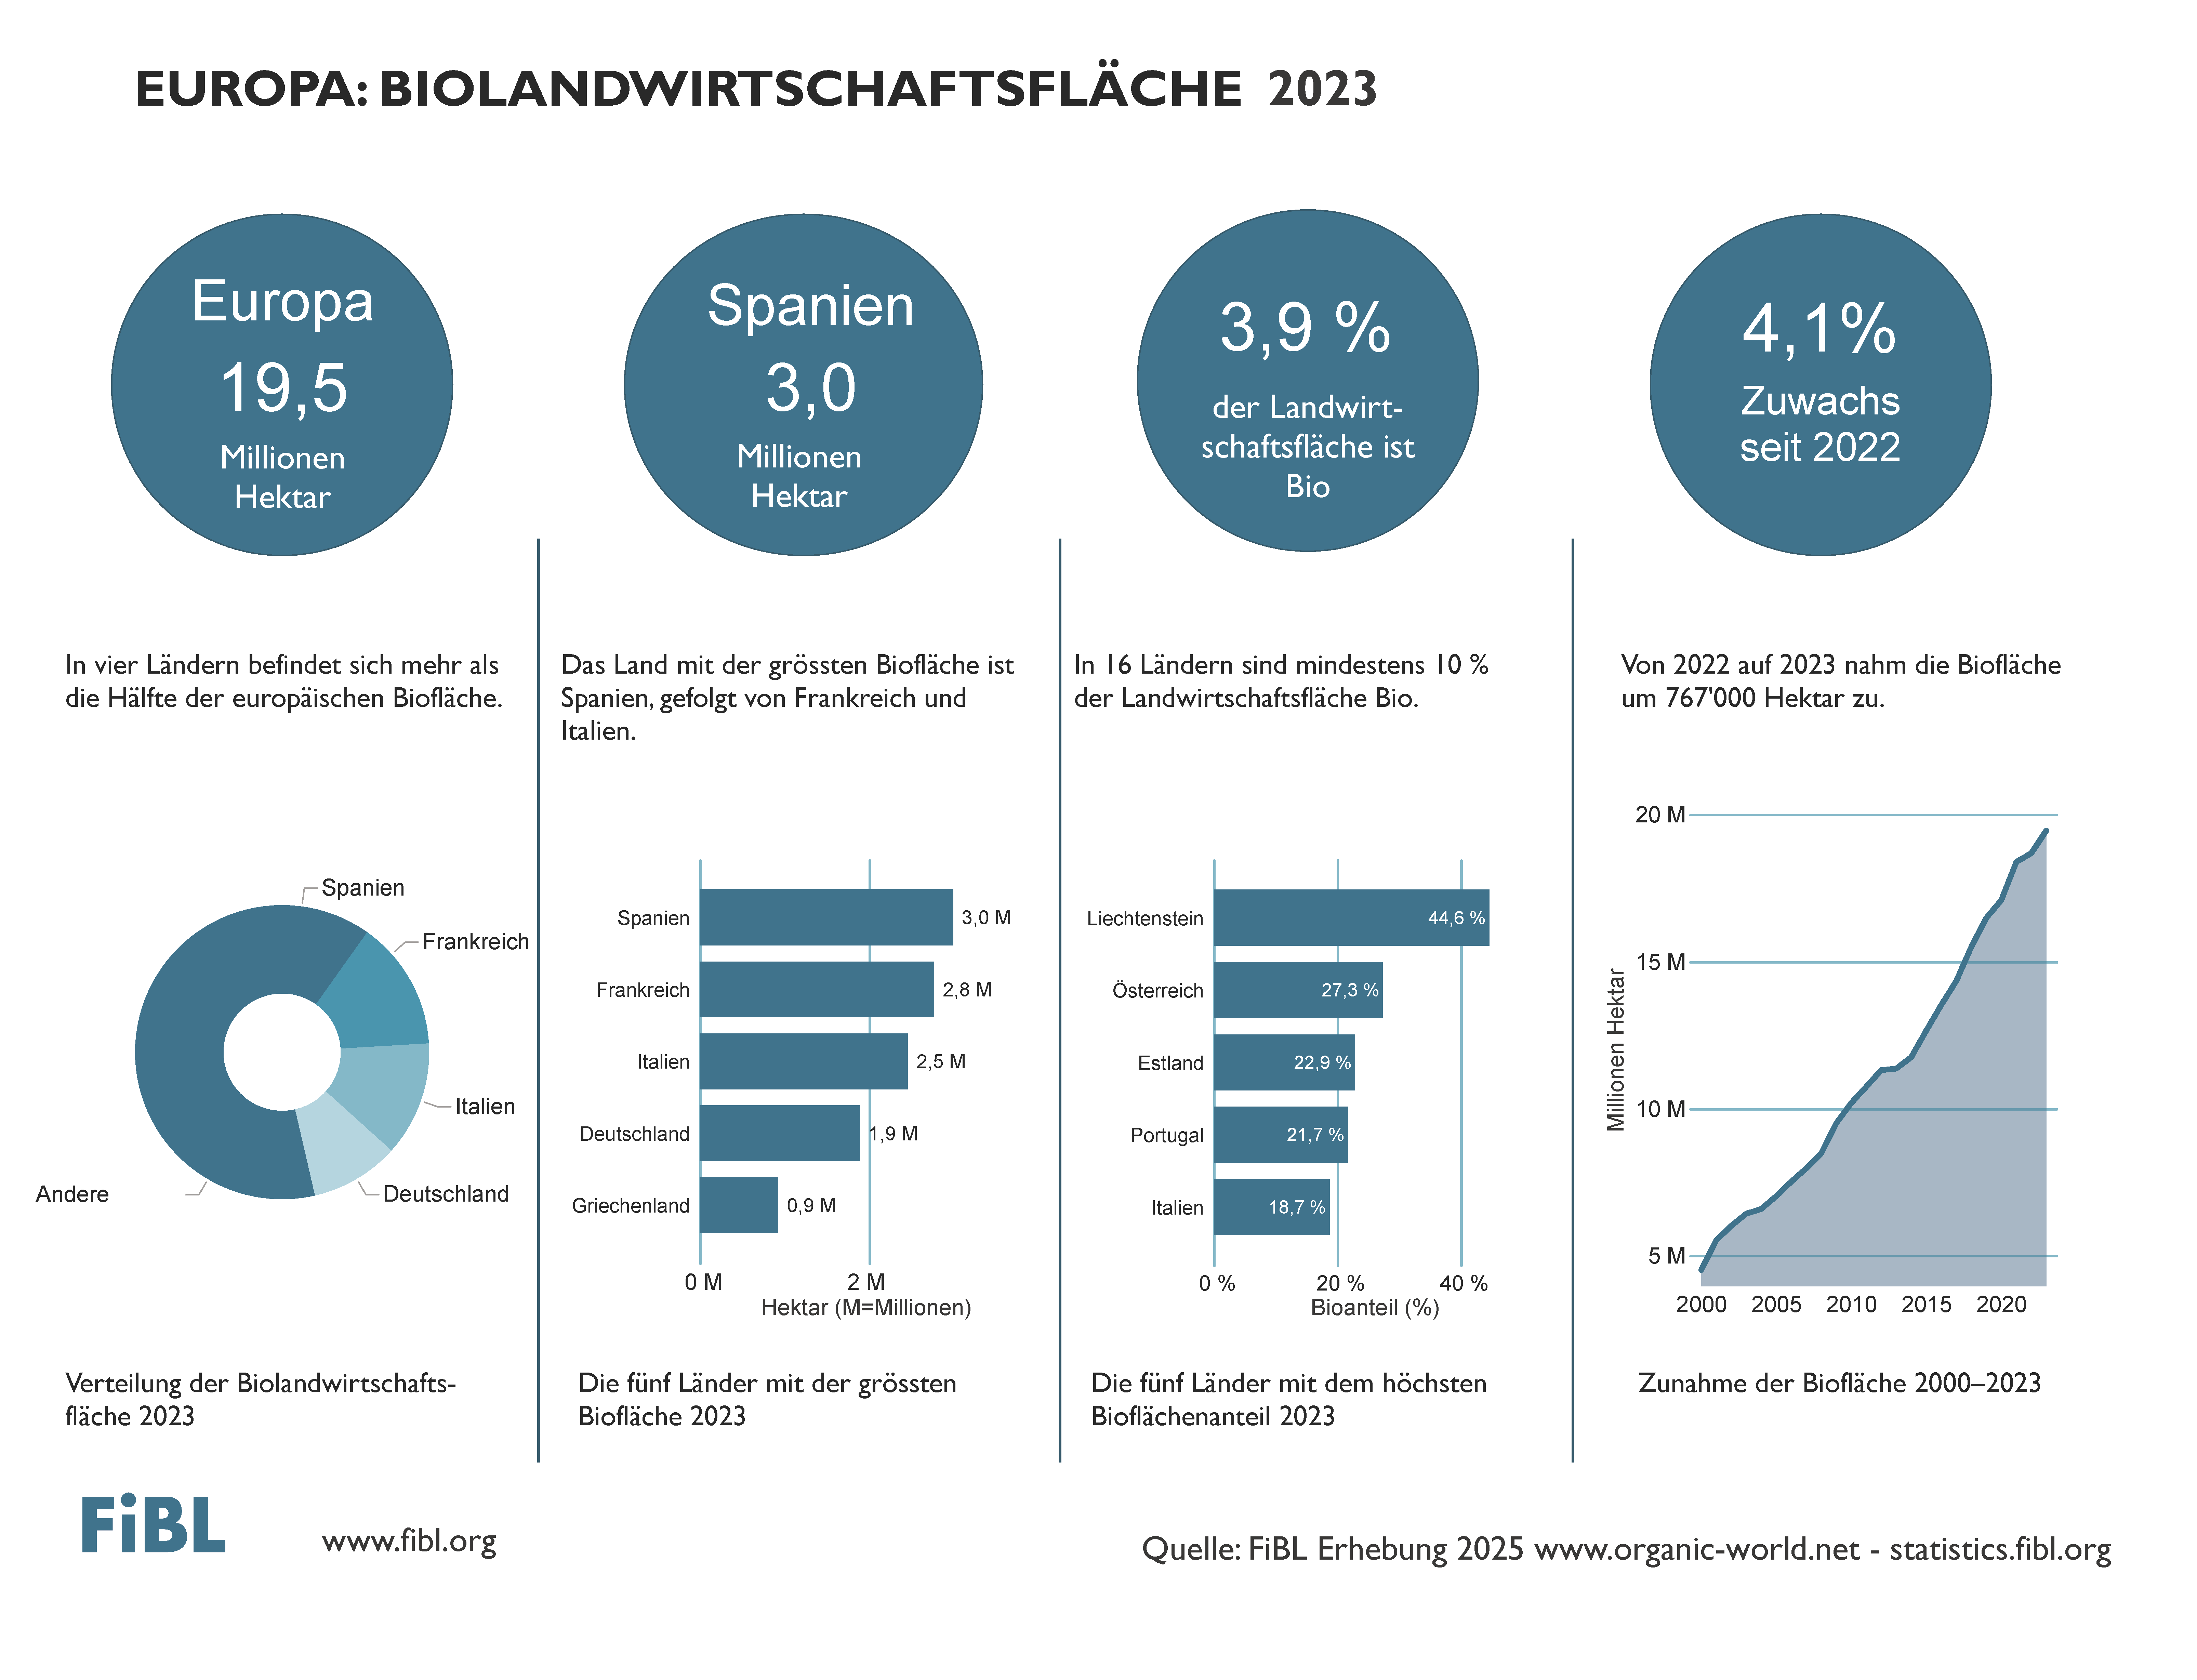 EUROPA: BIOLANDWIRTSCHAFTSFLÄCHE 2023
Europa
19,5
Millionen
Hektar
Spanien
3,0
Millionen
Hektar
3,9 %
der Landwirt-
schaftsfläche ist
Bio
4,1%
Zuwachs
seit 2022
In vier Ländern befindet sich mehr als
die Hälfte der europäischen Biofläche.
Das Land mit der grössten Biofläche ist
Spanien, gefolgt von Frankreich und
Italien.
In 16 Ländern sind mindestens 10 %
der Landwirtschaftsfläche Bio.
Von 2022 auf 2023 nahm die Biofläche
um 767'000 Hektar zu.
Spanien
Frankreich
Italien
Deutschland
Andere
Verteilung der Biolandwirtschafts-
fläche 2023
Spanien 3,0 M
Frankreich 2,8 M
Italien 2,5 M
Deutschland 1,9 M
Griechenland 0,9 M
0 M 2 M
Hektar (M=Millionen)
Die fünf Länder mit der grössten
Biofläche 2023
Liechtenstein 44,6 %
Österreich 27,3 %
Estland 22,9 %
Portugal 21,7 %
Italien 18,7 %
0 % 20 % 40 %
Bioanteil (%)
Die fünf Länder mit dem höchsten
Bioflächenanteil 2023
Millionen Hektar
20 M
15 M
10 M
5 M
2000 2005 2010 2015 2020
Zunahme der Biofläche 2000–2023
FiBL
www.fibl.org
Quelle: FiBL Erhebung 2025 www.organic-world.net - statistics.fibl.org